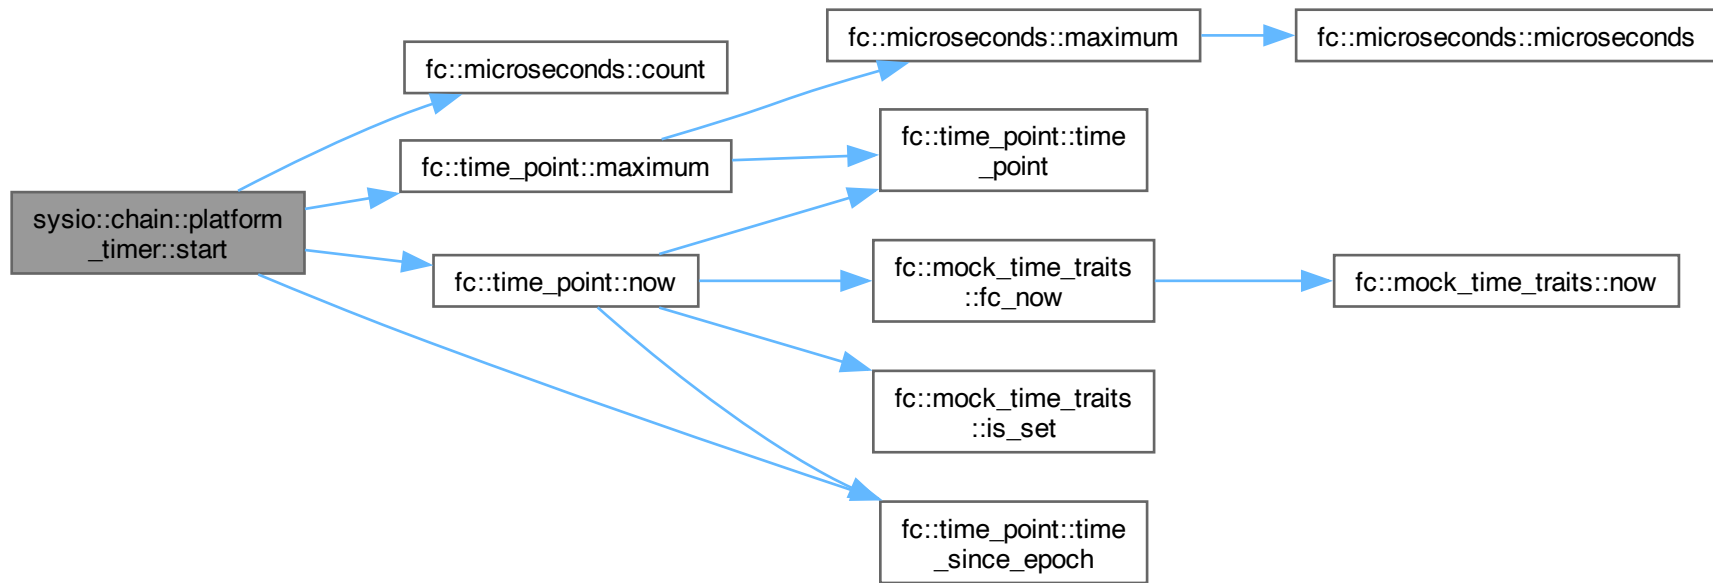 sysio::chain::platform
_timer::start
fc::microseconds::count
fc::time_point::maximum
fc::time_point::now
fc::microseconds::maximum
fc::time_point::time
_point
fc::mock_time_traits
::fc_now
fc::mock_time_traits
::is_set
fc::time_point::time
_since_epoch
fc::microseconds::microseconds
fc::mock_time_traits::now